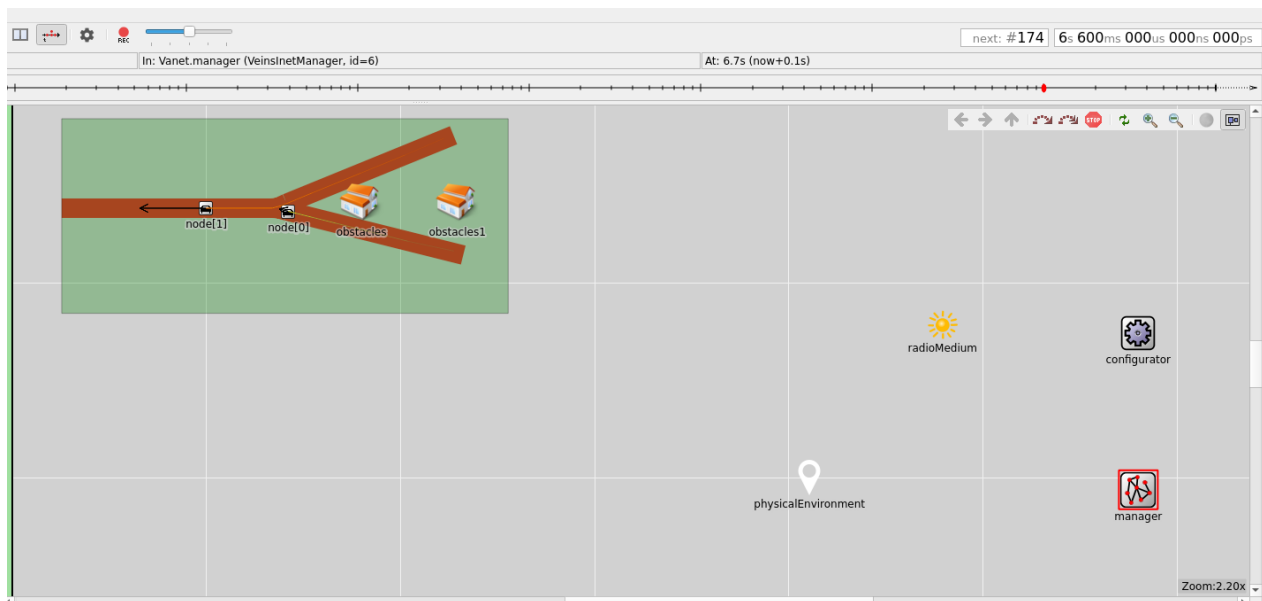 REC
next: #174
6s 600ms 000us 000ns 000ps
In: Vanet.manager (VeinsInetManager, id=6)
At: 6.7s (now+0.1s)
STOP
node[1]
node[0]
obstacles
obstacles1
radioMedium
configurator
physicalEnvironment
manager
Zoom:2.20x